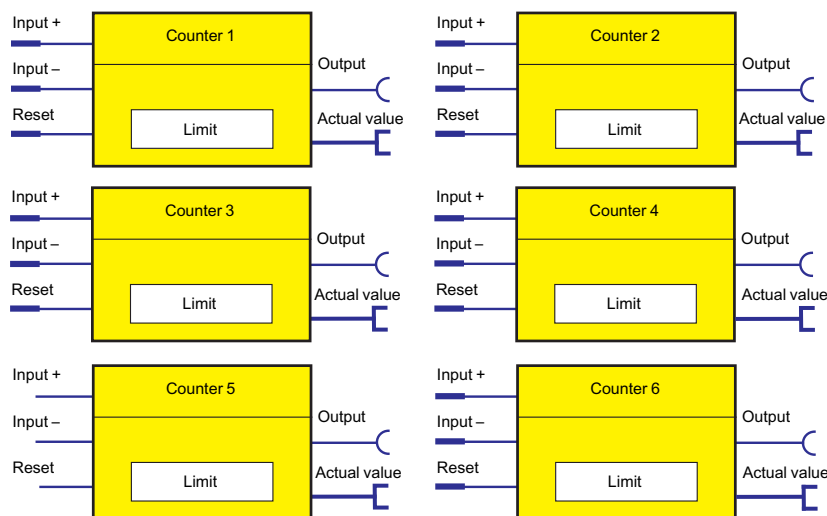 Input +
Counter 1
Input –
Output
Reset
Limit
Actual value
Input +
Counter 2
Input –
Output
Reset
Limit
Actual value
Input +
Counter 3
Input –
Output
Reset
Limit
Actual value
Input +
Counter 4
Input –
Output
Reset
Limit
Actual value
Input +
Counter 5
Input –
Output
Reset
Limit
Actual value
Input +
Counter 6
Input –
Output
Reset
Limit
Actual value